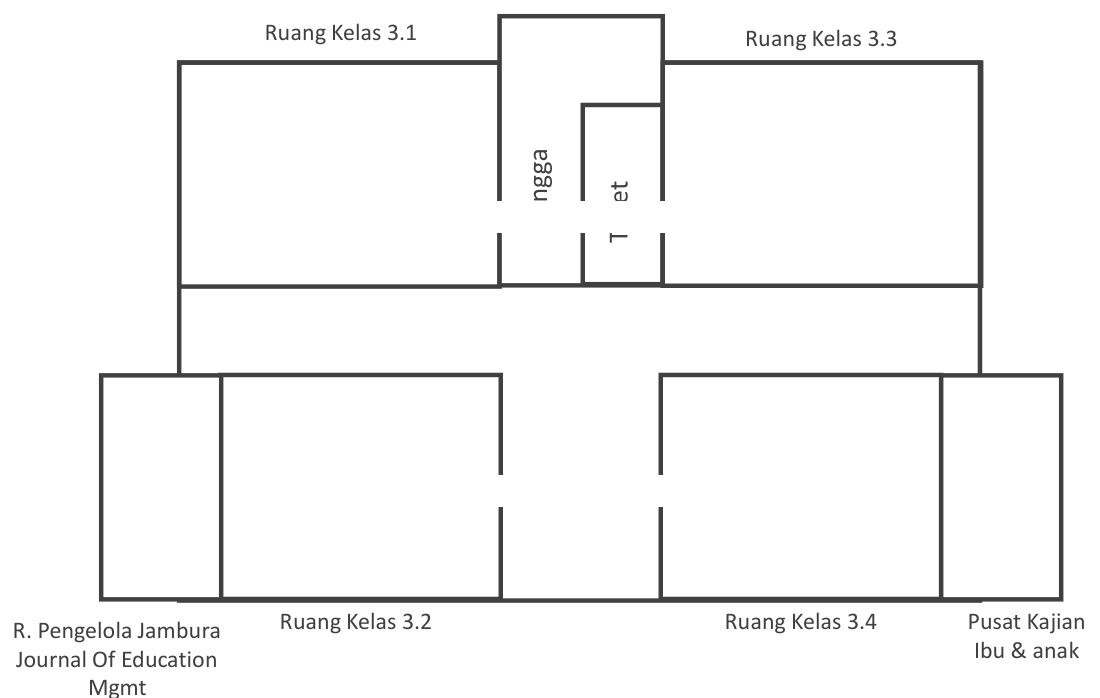 Ruang Kelas 3.1
Ruang Kelas 3.3
ngga
et
T
Ruang Kelas 3.2
Ruang Kelas 3.4
R. Pengelola Jambura
Journal Of Education
Mgmt
Pusat Kajian
Ibu & anak